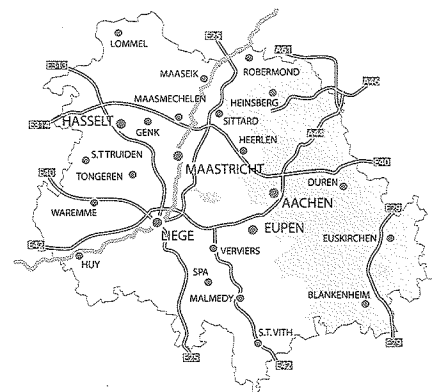 LOMMEL
E25
A61
E313
MAASEIK
ROBERMOND
A46
MAASMECHELEN
HEINSBERG
E314
HASSELT
GENK
SITTARD
A44
HEERLEN
S.T TRUIDEN
MAASTRICHT
E40
E40
TONGEREN
DUREN
AACHEN
WAREMME
E29
LIEGE
EUPEN
EUSKIRCHEN
E42
VERVIERS
HUY
SPA
MALMEDY
BLANKENHEIM
S.T. VITH
E29
E25
E42